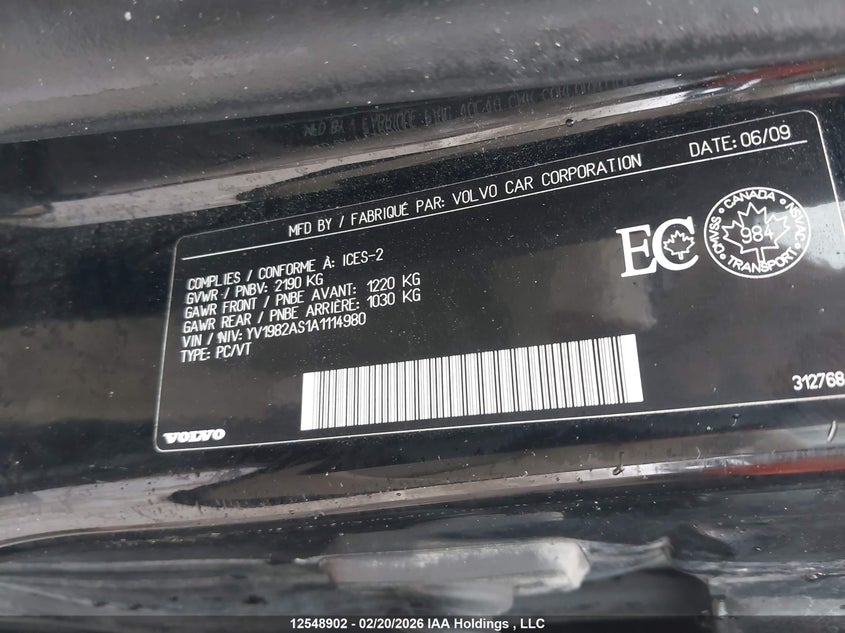 MFD BY / FABRIQUÉ PAR: VOLVO CAR CORPORATION DATE: 06/09
COMPLIES / CONFORME À: ICES-2
GVWR / PNBV: 2190 KG
GAWR FRONT / PNBE AVANT: 1220 KG
GAWR REAR / PNBE ARRIÈRE: 1030 KG
VIN / NIV: YV1982AS1A1114980
TYPE: PC/VT
EC
CANADA
CMVSS NSVAC
984
TRANSPORT
312768
VOLVO
12548902 - 02/20/2026 IAA Holdings , LLC